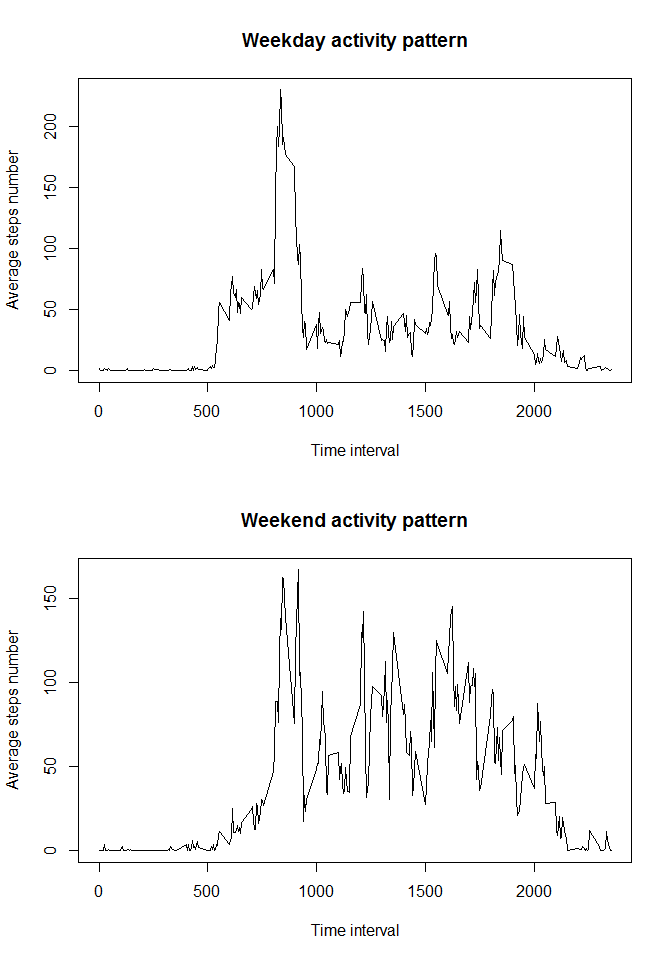 Weekday activity pattern
Average steps number
200
150
100
50
0
0 500 1000 1500 2000
Time interval
Weekend activity pattern
Average steps number
150
100
50
0
0 500 1000 1500 2000
Time interval